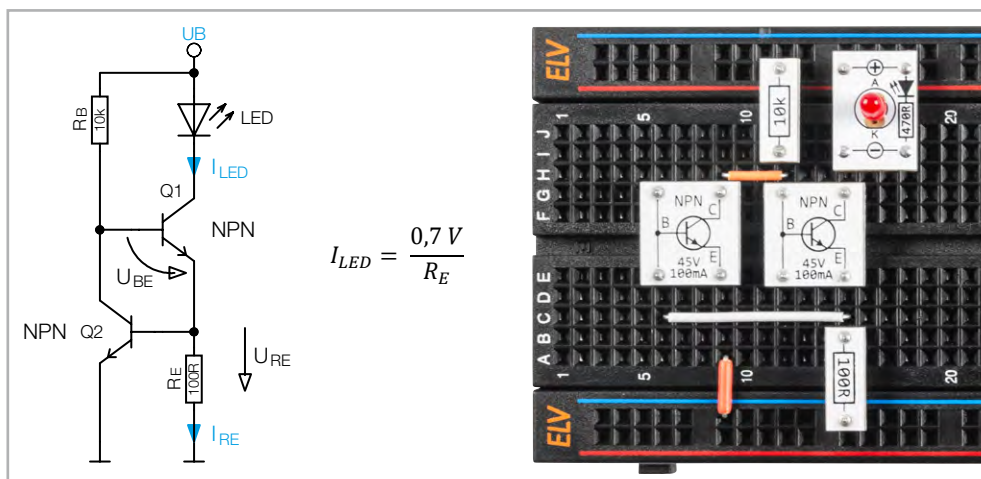 UB
RB
10k
LED
ILED
Q1
NPN
UBE
NPN
Q2
RE
100R
URE
IRE
ILED = 0,7 V / RE
ELV
1 5 10 20
J
I
H
G
F
10k
A
K
470R
NPN
B
C
E
45V
100mA
NPN
B
C
E
45V
100mA
E
D
C
B
A
100R
1 5 10 20
ELV